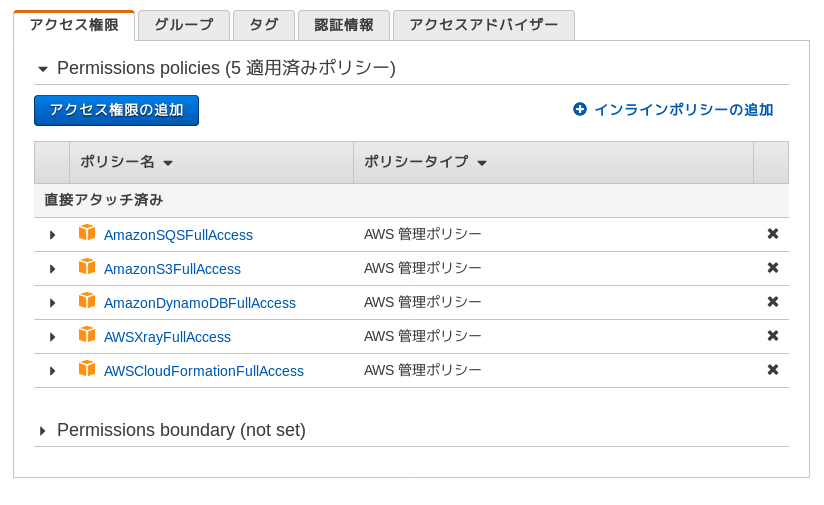 アクセス権限 グループ タグ 認証情報 アクセスアドバイザー
Permissions policies (5 適用済みポリシー)
アクセス権限の追加 インラインポリシーの追加
ポリシー名 ポリシータイプ
直接アタッチ済み
AmazonSQSFullAccess AWS 管理ポリシー
AmazonS3FullAccess AWS 管理ポリシー
AmazonDynamoDBFullAccess AWS 管理ポリシー
AWSXrayFullAccess AWS 管理ポリシー
AWSCloudFormationFullAccess AWS 管理ポリシー
Permissions boundary (not set)